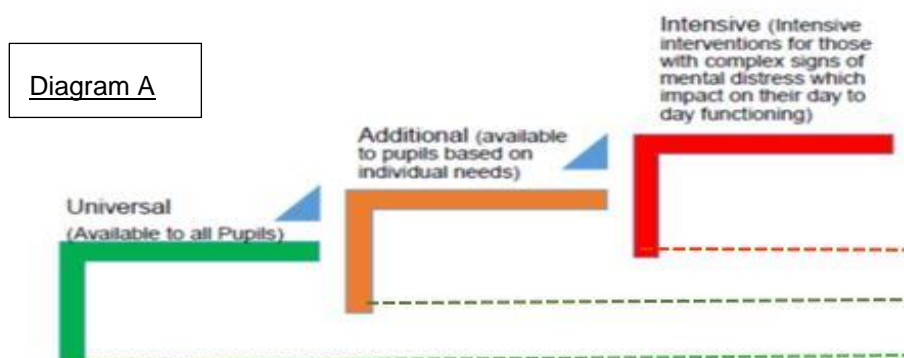 Diagram A
Universal
(Available to all Pupils)
Additional (available
to pupils based on
individual needs)
Intensive (Intensive
interventions for those
with complex signs of
mental distress which
impact on their day to
day functioning)